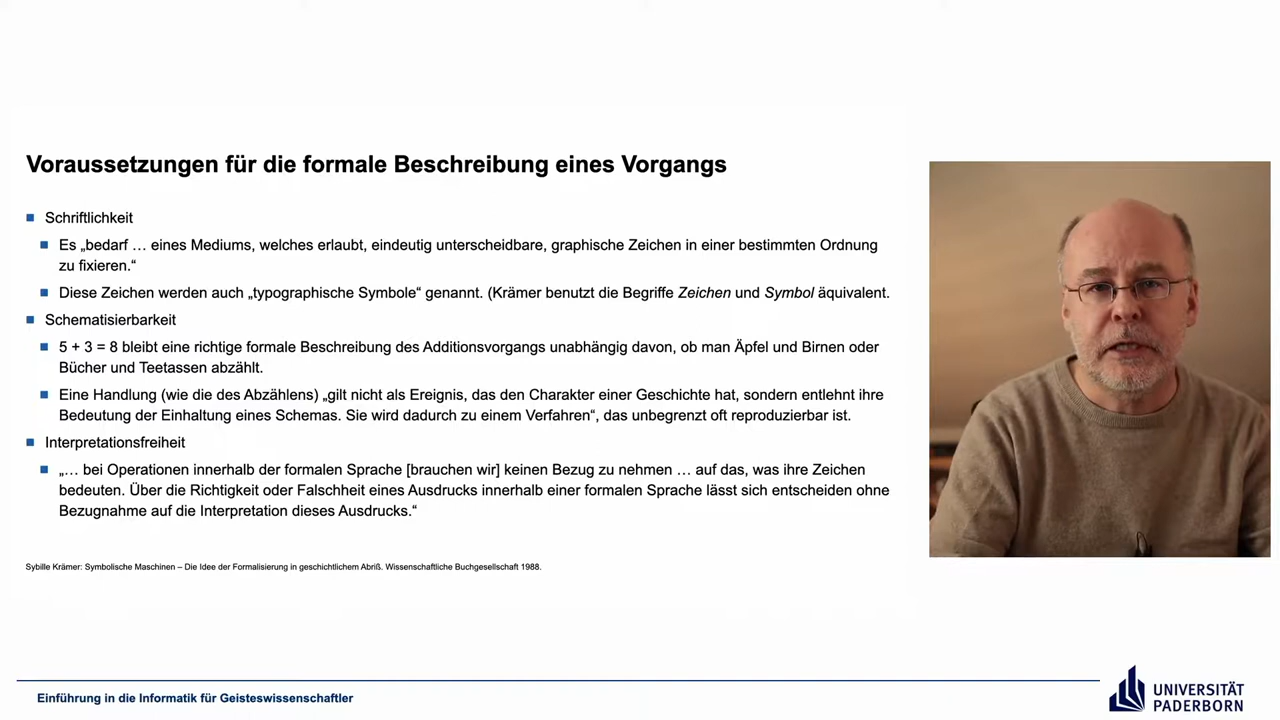 Voraussetzungen für die formale Beschreibung eines Vorgangs
Schriftlichkeit
Es „bedarf … eines Mediums, welches erlaubt, eindeutig unterscheidbare, graphische Zeichen in einer bestimmten Ordnung
zu fixieren.“
Diese Zeichen werden auch „typographische Symbole“ genannt. (Krämer benutzt die Begriffe Zeichen und Symbol äquivalent.
Schematisierbarkeit
5 + 3 = 8 bleibt eine richtige formale Beschreibung des Additionsvorgangs unabhängig davon, ob man Äpfel und Birnen oder
Bücher und Teetassen abzählt.
Eine Handlung (wie die des Abzählens) „gilt nicht als Ereignis, das den Charakter einer Geschichte hat, sondern entlehnt ihre
Bedeutung der Einhaltung eines Schemas. Sie wird dadurch zu einem Verfahren“, das unbegrenzt oft reproduzierbar ist.
Interpretationsfreiheit
„… bei Operationen innerhalb der formalen Sprache [brauchen wir] keinen Bezug zu nehmen … auf das, was ihre Zeichen
bedeuten. Über die Richtigkeit oder Falschheit eines Ausdrucks innerhalb einer formalen Sprache lässt sich entscheiden ohne
Bezugnahme auf die Interpretation dieses Ausdrucks.“
Sybille Krämer: Symbolische Maschinen – Die Idee der Formalisierung in geschichtlichem Abriß. Wissenschaftliche Buchgesellschaft 1988.
Einführung in die Informatik für Geisteswissenschaftler
UNIVERSITÄT
PADERBORN